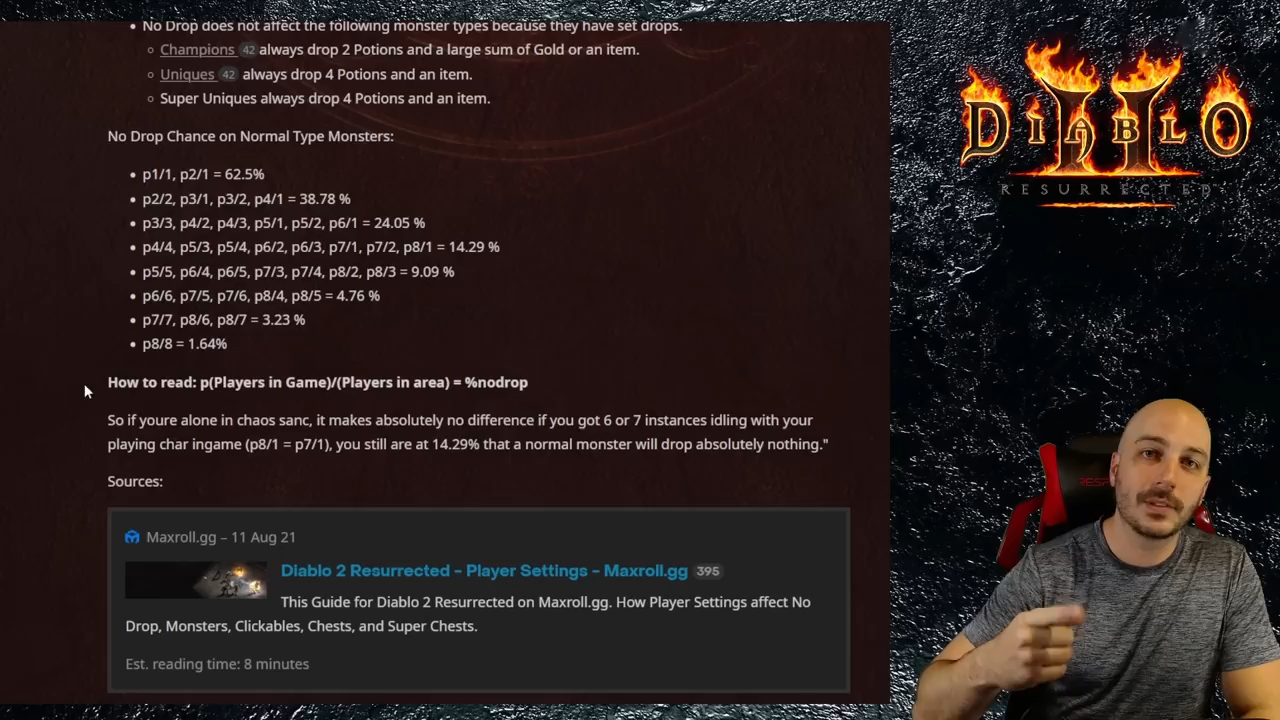 No Drop does not affect the following monster types because they have set drops.
Champions 42 always drop 2 Potions and a large sum of Gold or an item.
Uniques 42 always drop 4 Potions and an item.
Super Uniques always drop 4 Potions and an item.
No Drop Chance on Normal Type Monsters:
p1/1, p2/1 = 62.5%
p2/2, p3/1, p3/2, p4/1 = 38.78 %
p3/3, p4/2, p4/3, p5/1, p5/2, p6/1 = 24.05 %
p4/4, p5/3, p5/4, p6/2, p6/3, p7/1, p7/2, p8/1 = 14.29 %
p5/5, p6/4, p6/5, p7/3, p7/4, p8/2, p8/3 = 9.09 %
p6/6, p7/5, p7/6, p8/4, p8/5 = 4.76 %
p7/7, p8/6, p8/7 = 3.23 %
p8/8 = 1.64%
How to read: p(Players in Game)/(Players in area) = %nodrop
So if youre alone in chaos sanc, it makes absolutely no difference if you got 6 or 7 instances idling with your
playing char ingame (p8/1 = p7/1), you still are at 14.29% that a normal monster will drop absolutely nothing."
Sources:
Maxroll.gg – 11 Aug 21
Diablo 2 Resurrected - Player Settings - Maxroll.gg 395
This Guide for Diablo 2 Resurrected on Maxroll.gg. How Player Settings affect No
Drop, Monsters, Clickables, Chests, and Super Chests.
Est. reading time: 8 minutes
DIABLO II
RESURRECTED